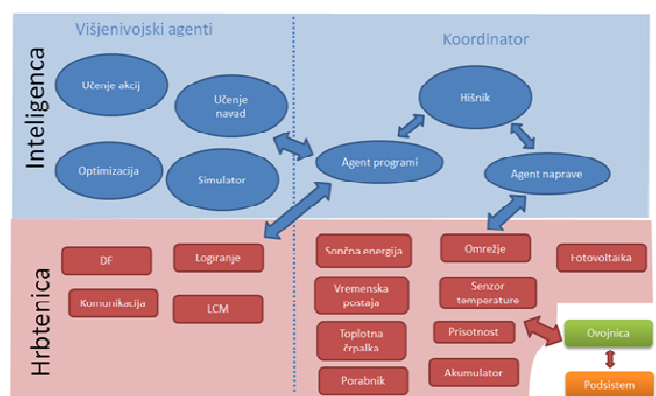 Višjenivojski agenti
Koordinator
Inteligenca
Učenje akcij
Učenje
navad
Hišnik
Agent programi
Optimizacija
Simulator
Agent naprave
Hrbtenica
DF
Logiranje
Sončna energija
Omrežje
Fotovoltaika
Komunikacija
LCM
Vremenska
postaja
Senzor
temperature
Toplotna
črpalka
Prisotnost
Ovojnica
Porabnik
Akumulator
Podsistem